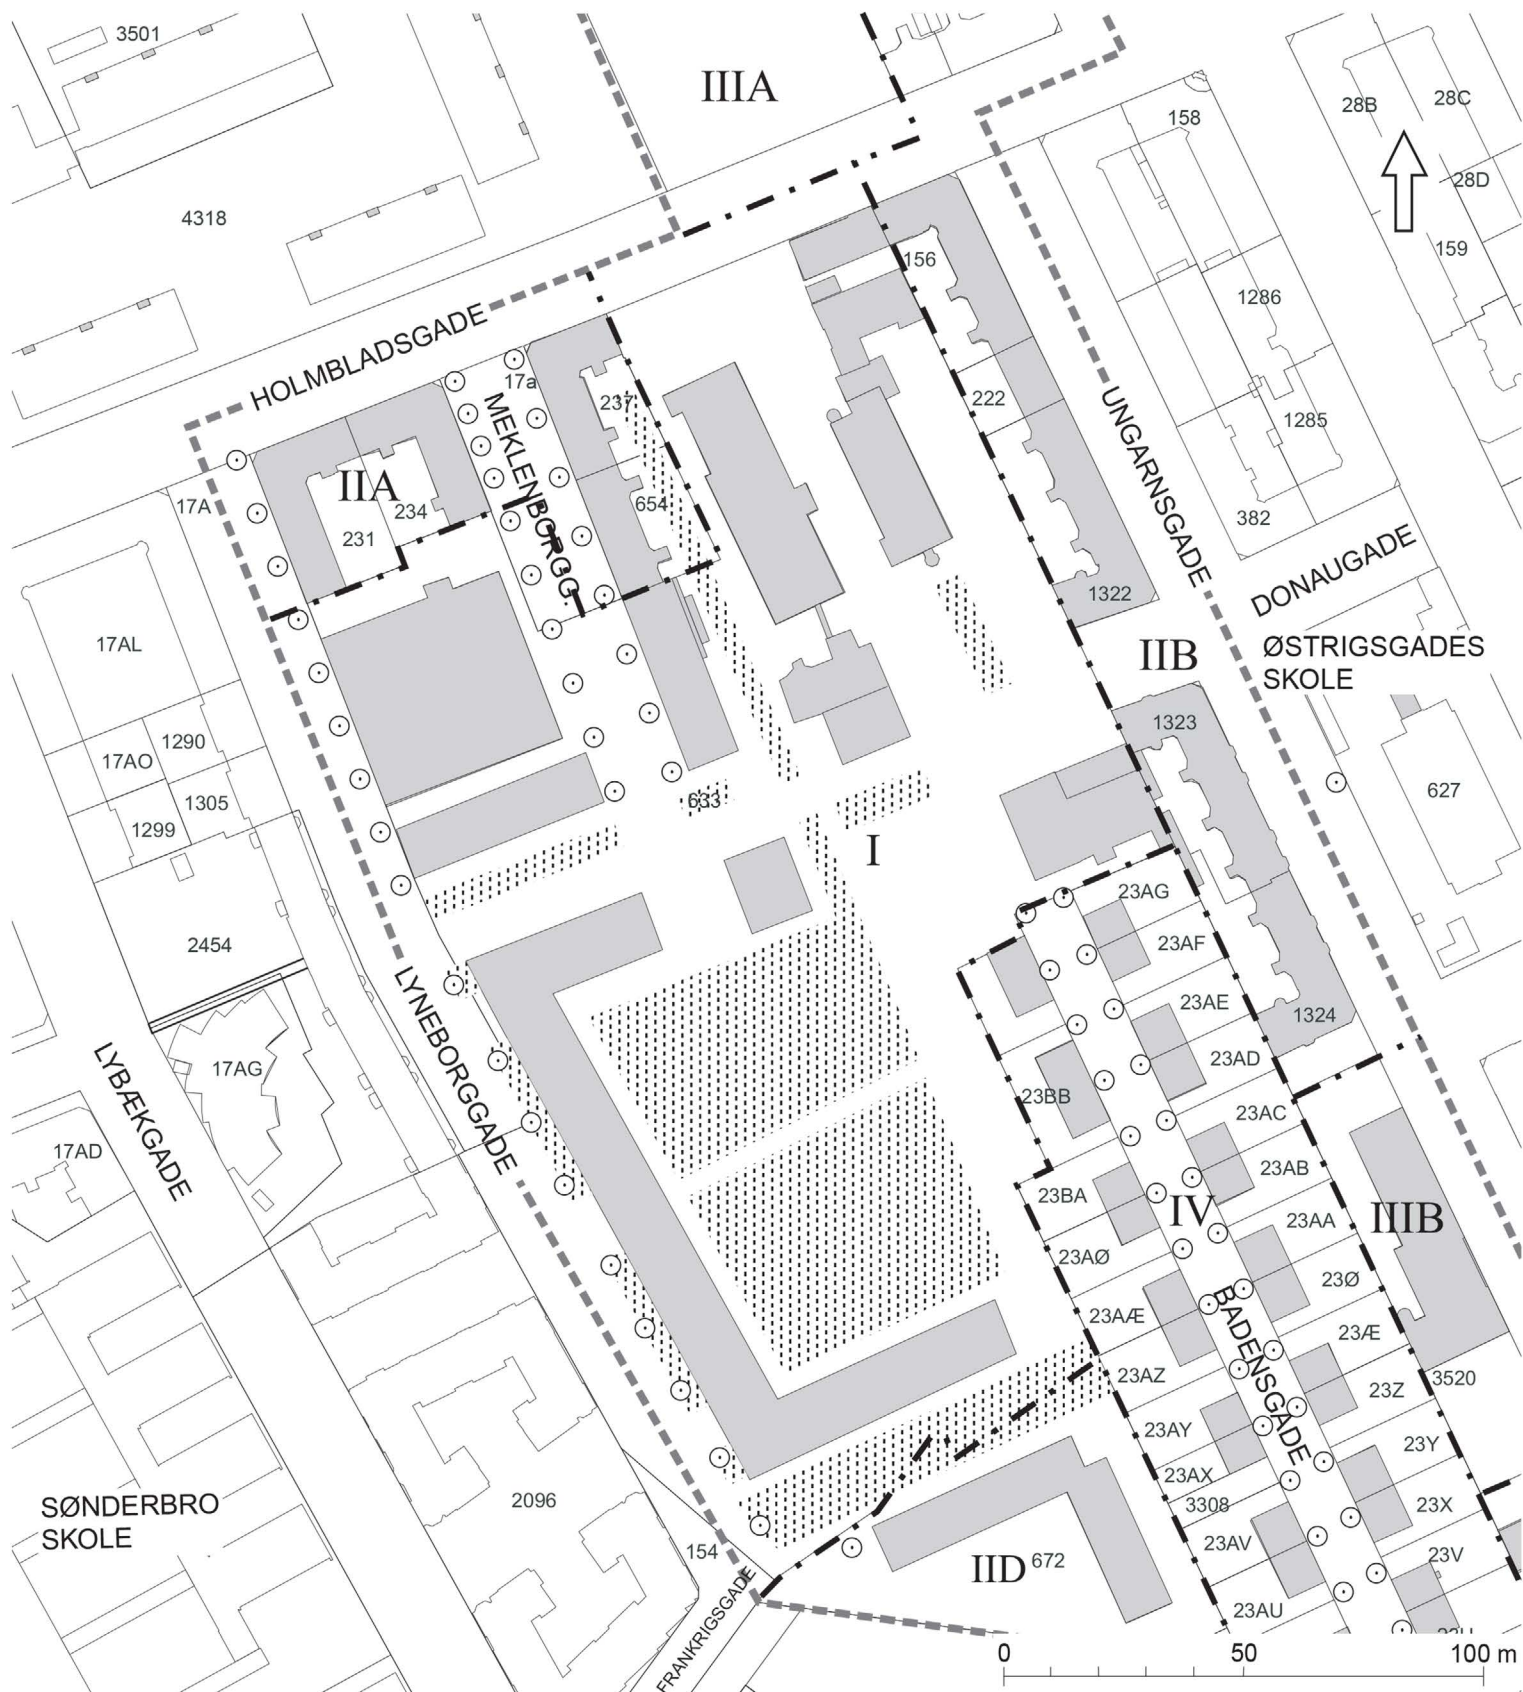 3501
IIIA
158
28B
28C
28D
159
4318
156
1286
HOLMBLADSGADE
17a
237
222
1285
UNGARNSGADE
MEKLENBORGG.
17A
IIA
234
231
654
382
DONAUGADE
1322
17AL
IIB
ØSTRIGSGADES
SKOLE
1323
1290
17AO
1305
1299
633
627
I
23AG
2454
23AF
LYNEBORGGADE
23AE
1324
17AG
23AD
LYBÆKGADE
23BB
23AC
17AD
23AB
23BA
IV
23AA
IIIB
23AØ
23Ø
BADENSGADE
23AÆ
23Æ
23AZ
23Z
3520
23AY
23Y
23AX
3308
23X
SØNDERBRO
SKOLE
2096
23AV
154
IID
672
23V
FRANKRIGSGADE
23AU
0 50 100 m